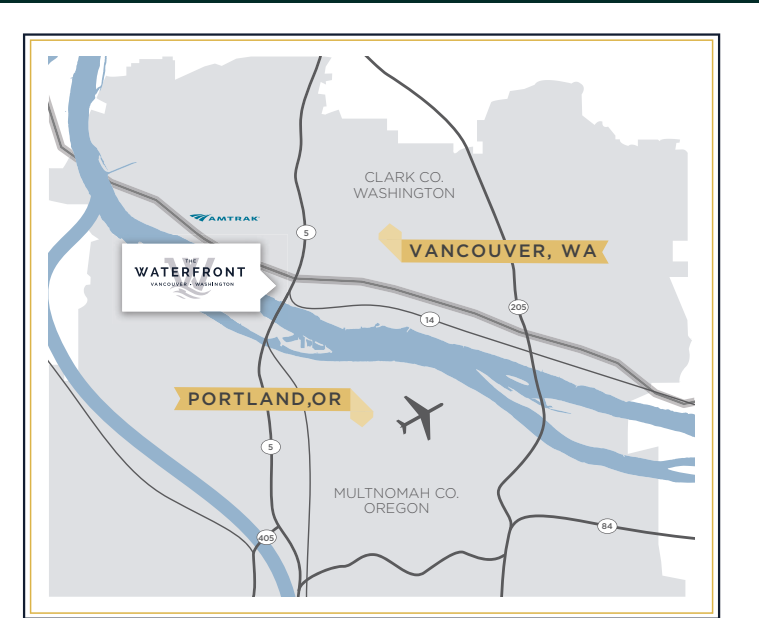 CLARK CO.
WASHINGTON
AMTRAK
5
VANCOUVER, WA
THE
WATERFRONT
VANCOUVER • WASHINGTON
W
205
14
PORTLAND,OR
5
MULTNOMAH CO.
OREGON
84
405